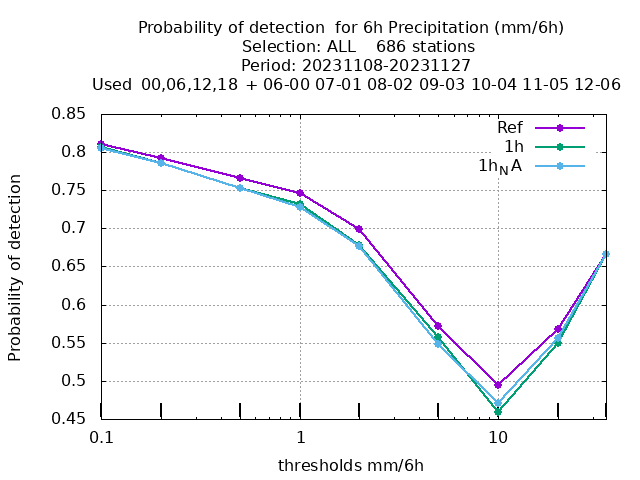 Probability of detection  for 6h Precipitation (mm/6h)
Selection: ALL    686 stations
Period: 20231108-20231127
Used  00,06,12,18  + 06-00 07-01 08-02 09-03 10-04 11-05 12-06
Probability of detection
0.85
0.8
0.75
0.7
0.65
0.6
0.55
0.5
0.45
Ref
1h
1hNA
0.1 1 10
thresholds mm/6h